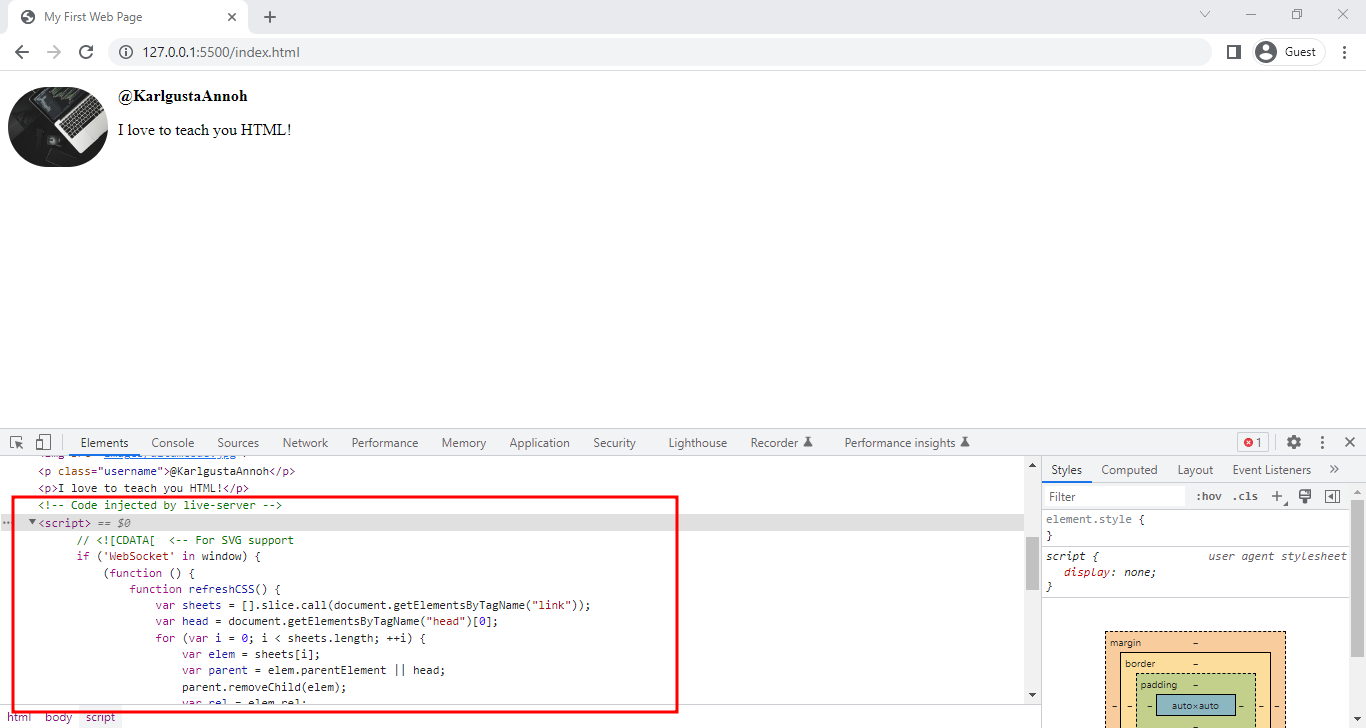 My First Web Page
127.0.0.1:5500/index.html
Guest
@KarlgustaAnnoh
I love to teach you HTML!
Elements Console Sources Network Performance Memory Application Security Lighthouse Recorder Performance insights 1
<p class="username">@KarlgustaAnnoh</p>
<p>I love to teach you HTML!</p>
<!-- Code injected by live-server -->
<script> == $0
// <![CDATA[  <-- For SVG support
if ('WebSocket' in window) {
(function () {
function refreshCSS() {
var sheets = [].slice.call(document.getElementsByTagName("link"));
var head = document.getElementsByTagName("head")[0];
for (var i = 0; i < sheets.length; ++i) {
var elem = sheets[i];
var parent = elem.parentElement || head;
parent.removeChild(elem);
var rel = elem.rel;
html body script
Styles Computed Layout Event Listeners »
Filter :hov .cls +
element.style {
}
script { user agent stylesheet
display: none;
}
margin –
border –
padding –
– – – auto×auto – – –
–